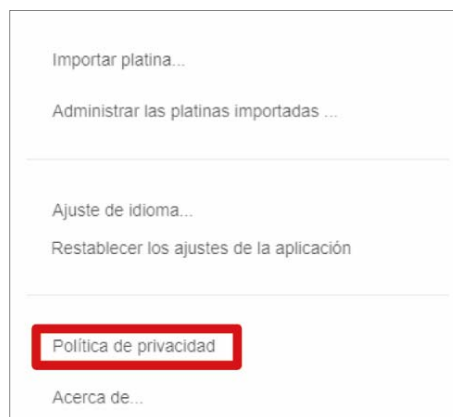 Importar platina...
Administrar las platinas importadas ...
Ajuste de idioma...
Restablecer los ajustes de la aplicación
Política de privacidad
Acerca de...